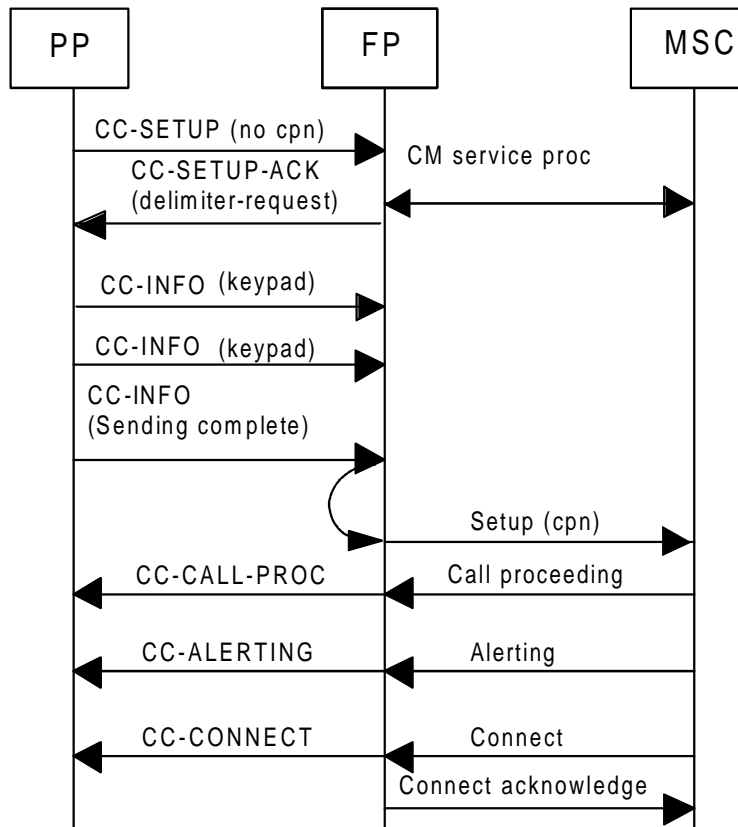 PP
FP
MSC
CC-SETUP (no cpn)
CM service proc
CC-SETUP-ACK
(delimiter-request)
CC-INFO (keypad)
CC-INFO (keypad)
CC-INFO
(Sending complete)
Setup (cpn)
CC-CALL-PROC
Call proceeding
CC-ALERTING
Alerting
CC-CONNECT
Connect
Connect acknowledge